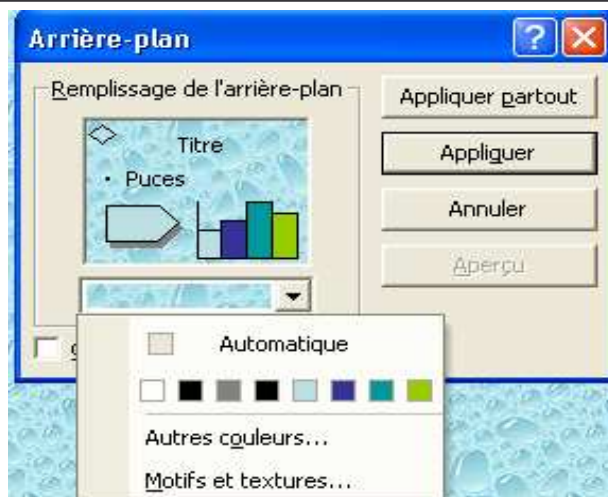 Arrière-plan
Remplissage de l'arrière-plan
Titre
• Puces
Appliquer partout
Appliquer
Annuler
Aperçu
Automatique
Autres couleurs...
Motifs et textures...